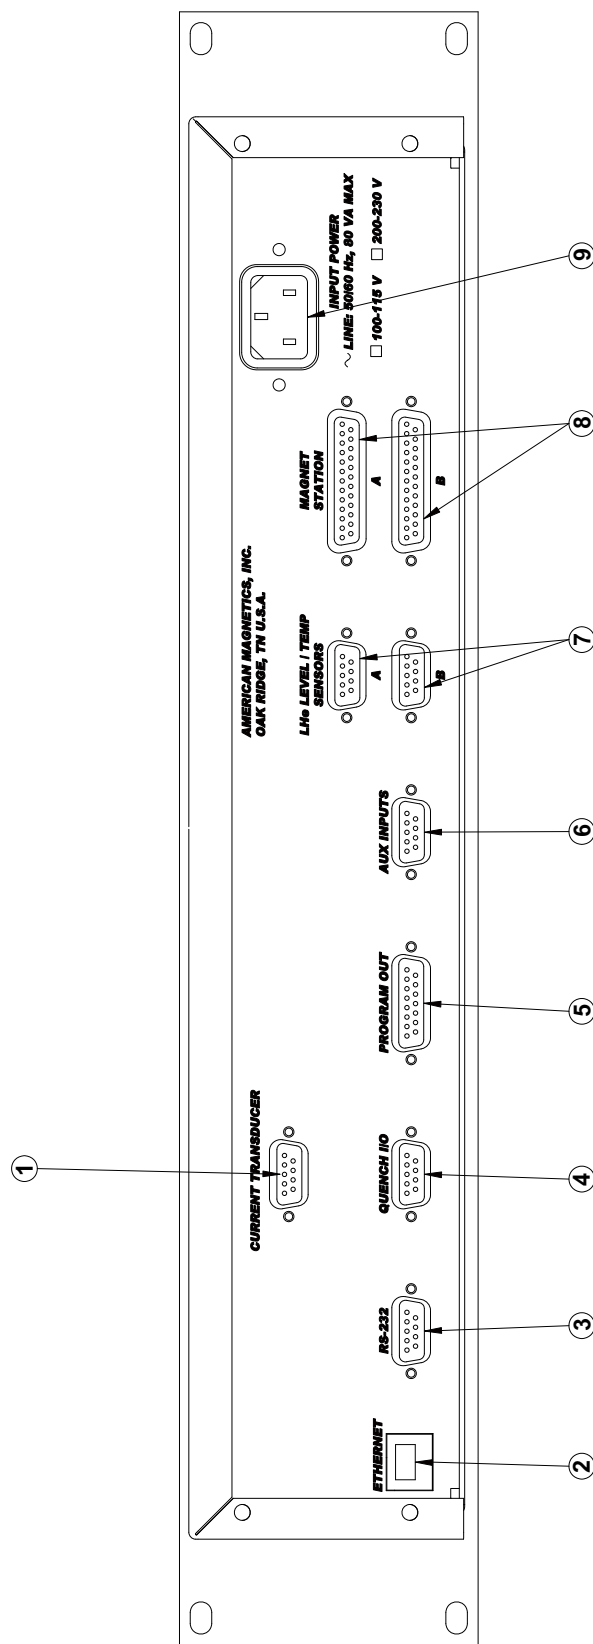 1
CURRENT TRANSDUCER
AMERICAN MAGNETICS, INC.
OAK RIDGE, TN U.S.A.
LHe LEVEL / TEMP
SENSORS
A
B
MAGNET
STATION
A
B
INPUT POWER
~ LINE: 50/60 Hz, 80 VA MAX
100-115 V
200-230 V
ETHERNET
RS-232
QUENCH I/O
PROGRAM OUT
AUX INPUTS
2
3
4
5
6
7
8
9